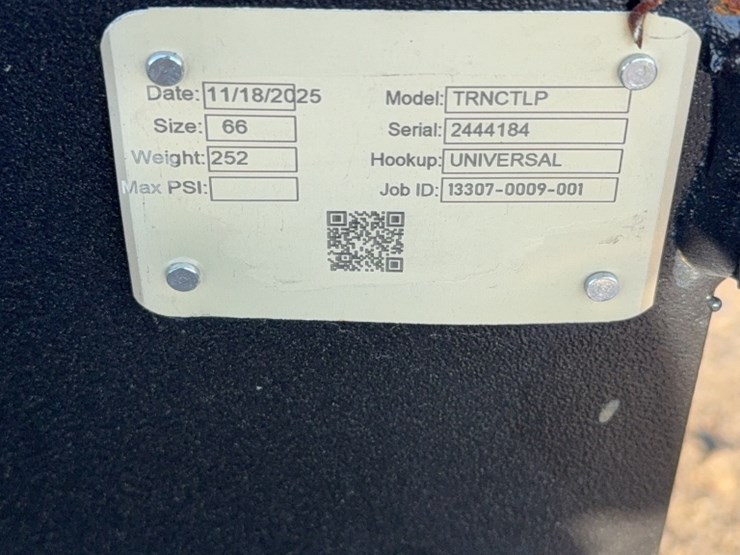 Date: 11/18/2025
Size: 66
Weight: 252
Max PSI:
Model: TRNCTLP
Serial: 2444184
Hookup: UNIVERSAL
Job ID: 13307-0009-001